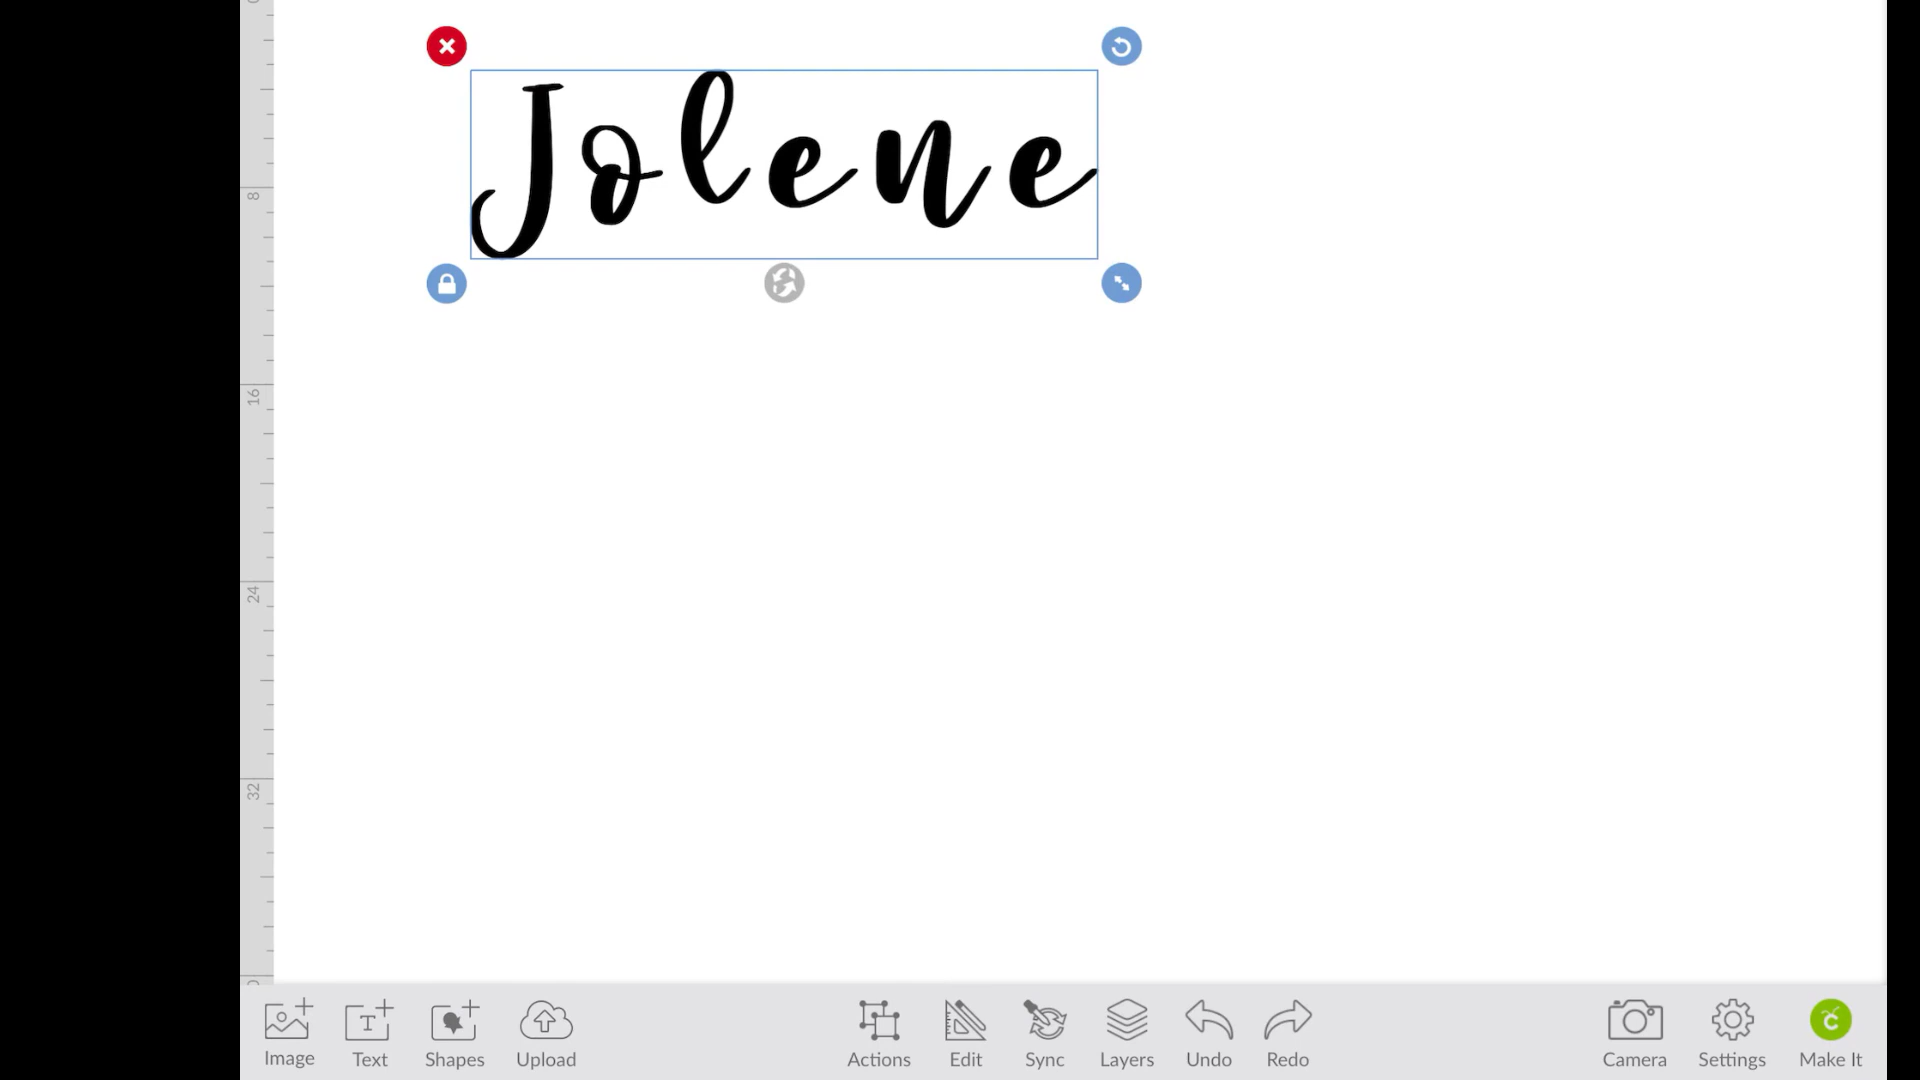 Jolene
8
16
24
32
Image Text Shapes Upload Actions Edit Sync Layers Undo Redo Camera Settings Make It